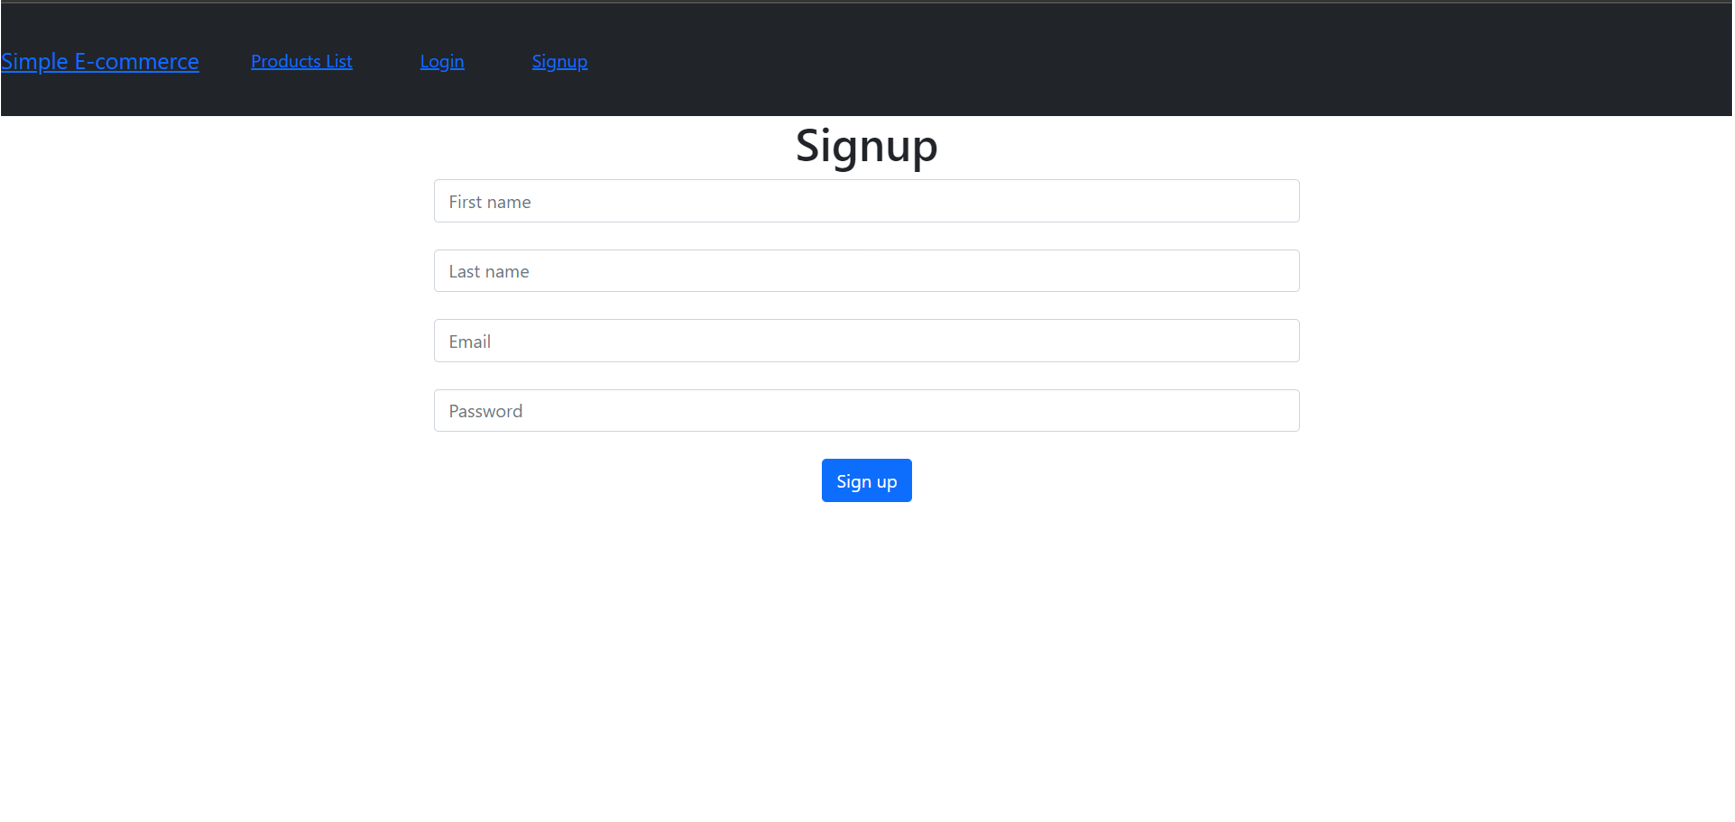 Simple E-commerce Products List Login Signup
Signup
First name
Last name
Email
Password
Sign up